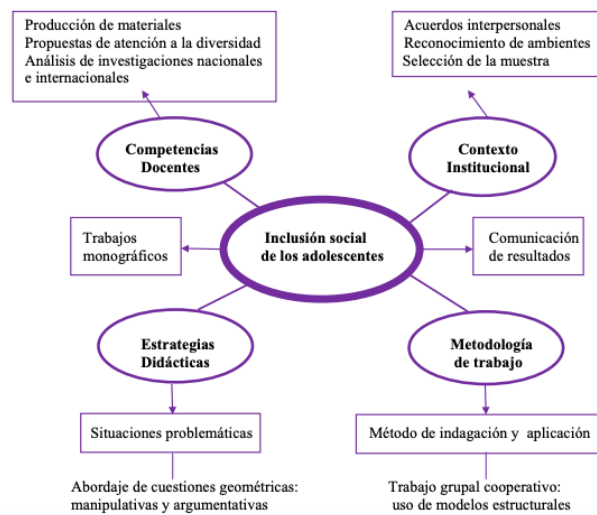 Producción de materiales
Propuestas de atención a la diversidad
Análisis de investigaciones nacionales
e internacionales
Acuerdos interpersonales
Reconocimiento de ambientes
Selección de la muestra
Competencias
Docentes
Contexto
Institucional
Trabajos
monográficos
Inclusión social
de los adolescentes
Comunicación
de resultados
Estrategias
Didácticas
Metodología
de trabajo
Situaciones problemáticas
Método de indagación y aplicación
Abordaje de cuestiones geométricas:
manipulativas y argumentativas
Trabajo grupal cooperativo:
uso de modelos estructurales